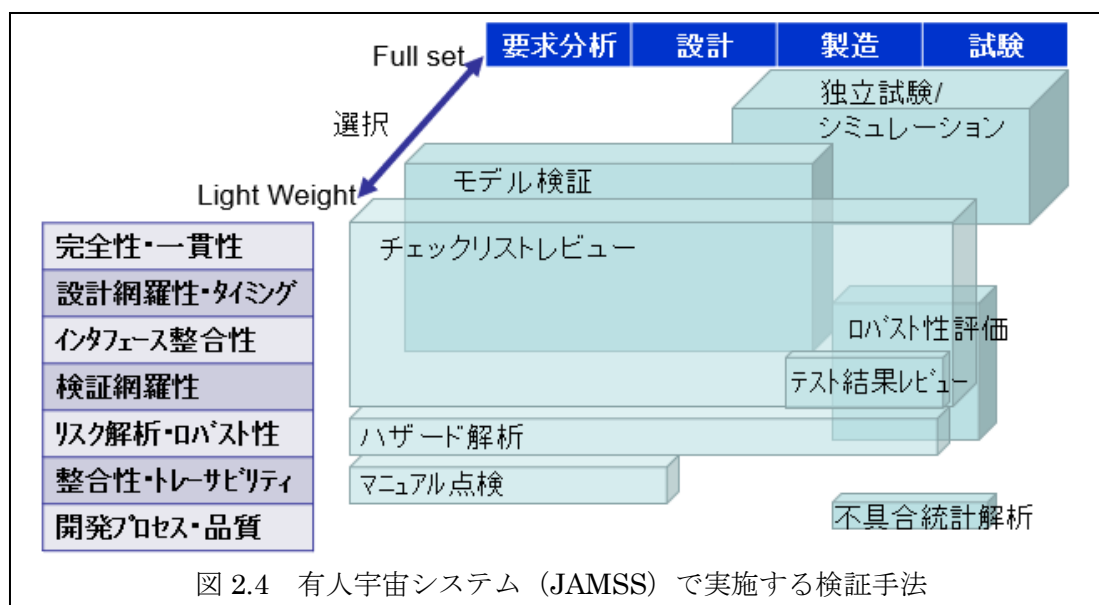 Full set
要求分析 設計 製造 試験
選択
Light Weight
独立試験/
シミュレーション
モデル検証
チェックリストレビュー
完全性・一貫性
設計網羅性・ﾀｲﾐﾝｸﾞ
ｲﾝﾀﾌｪｰｽ整合性
検証網羅性
ﾘｽｸ解析・ﾛﾊﾞｽﾄ性
整合性・ﾄﾚｰｻﾋﾞﾘﾃｨ
開発ﾌﾟﾛｾｽ・品質
ﾛﾊﾞｽﾄ性評価
ﾃｽﾄ結果ﾚﾋﾞｭｰ
ハザード解析
ﾏﾆｭｱﾙ点検
不具合統計解析
図 2.4 有人宇宙システム（JAMSS）で実施する検証手法